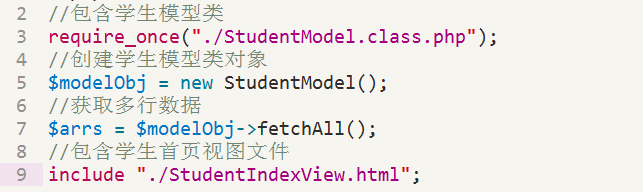 2 //包含学生模型类
3 require_once("./StudentModel.class.php");
4 //创建学生模型类对象
5 $modelObj = new StudentModel();
6 //获取多行数据
7 $arrs = $modelObj->fetchAll();
8 //包含学生首页视图文件
9 include "./StudentIndexView.html";